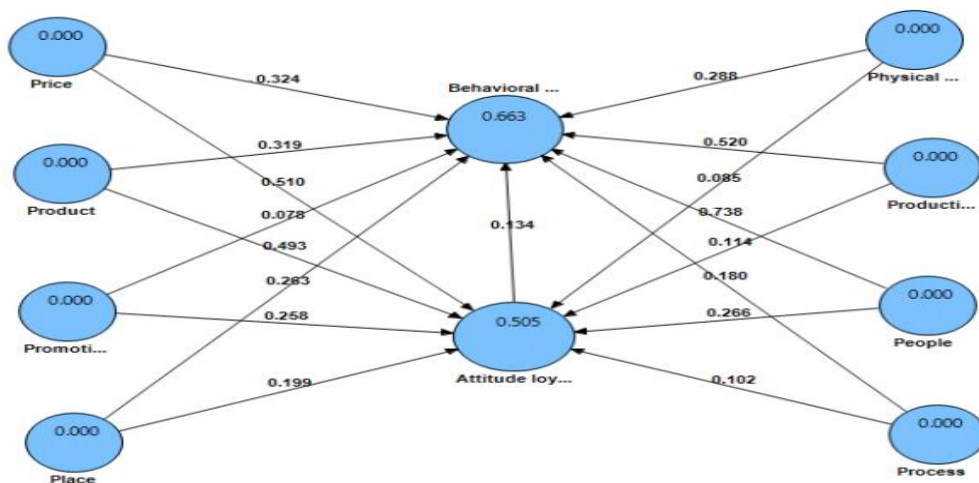 0.000
Price
0.000
Physical ...
0.324
0.288
Behavioral ...
0.663
0.000
Product
0.319
0.520
0.000
Producti...
0.510
0.085
0.078
0.738
0.134
0.493
0.114
0.263
0.180
0.000
Promoti...
0.258
0.505
0.266
0.000
People
Attitude loy...
0.199
0.102
0.000
Place
0.000
Process